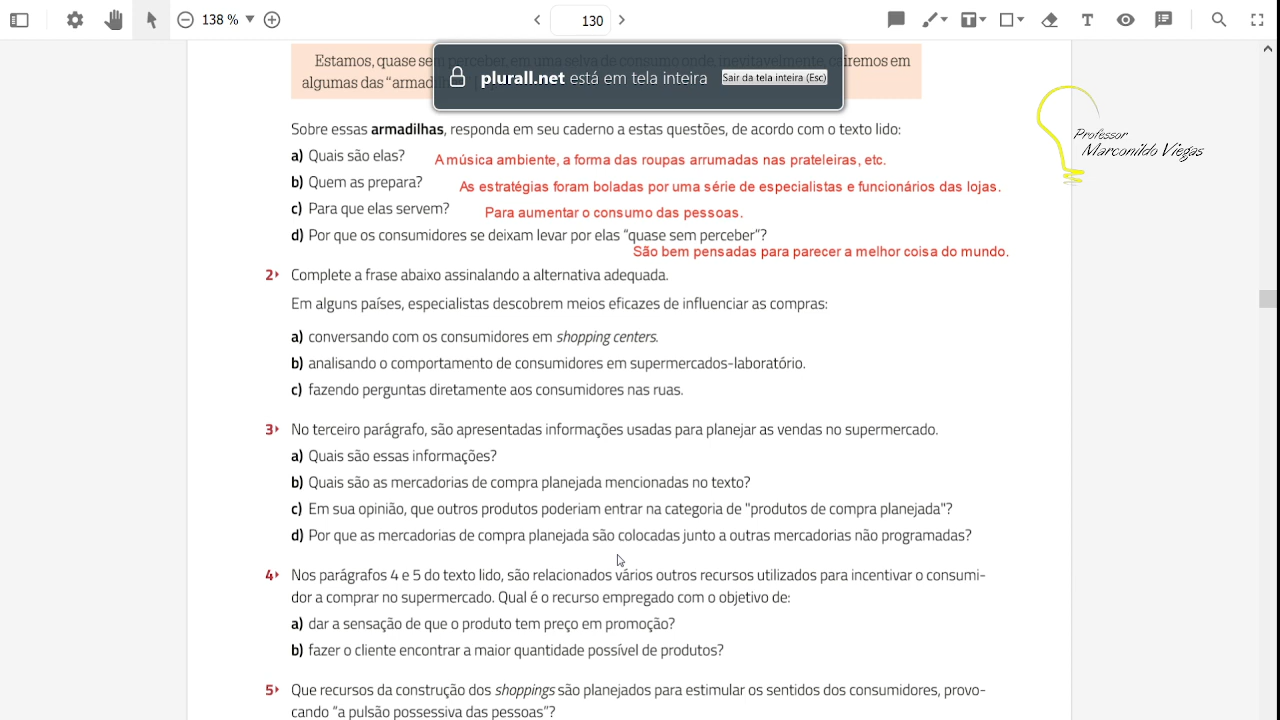 138 %
130
Estamos, quase sem perceber, em uma selva de consumo onde, inevitavelmente, cairemos em
algumas das “armadil
plurall.net está em tela inteira
Sair da tela inteira (Esc)
Professor
Marconildo Viegas
Sobre essas armadilhas, responda em seu caderno a estas questões, de acordo com o texto lido:
a) Quais são elas? A música ambiente, a forma das roupas arrumadas nas prateleiras, etc.
b) Quem as prepara? As estratégias foram boladas por uma série de especialistas e funcionários das lojas.
c) Para que elas servem? Para aumentar o consumo das pessoas.
d) Por que os consumidores se deixam levar por elas “quase sem perceber”?
São bem pensadas para parecer a melhor coisa do mundo.
2 Complete a frase abaixo assinalando a alternativa adequada.
Em alguns países, especialistas descobrem meios eficazes de influenciar as compras:
a) conversando com os consumidores em shopping centers.
b) analisando o comportamento de consumidores em supermercados-laboratório.
c) fazendo perguntas diretamente aos consumidores nas ruas.
3 No terceiro parágrafo, são apresentadas informações usadas para planejar as vendas no supermercado.
a) Quais são essas informações?
b) Quais são as mercadorias de compra planejada mencionadas no texto?
c) Em sua opinião, que outros produtos poderiam entrar na categoria de "produtos de compra planejada"?
d) Por que as mercadorias de compra planejada são colocadas junto a outras mercadorias não programadas?
4 Nos parágrafos 4 e 5 do texto lido, são relacionados vários outros recursos utilizados para incentivar o consumi-
dor a comprar no supermercado. Qual é o recurso empregado com o objetivo de:
a) dar a sensação de que o produto tem preço em promoção?
b) fazer o cliente encontrar a maior quantidade possível de produtos?
5 Que recursos da construção dos shoppings são planejados para estimular os sentidos dos consumidores, provo-
cando “a pulsão possessiva das pessoas”?